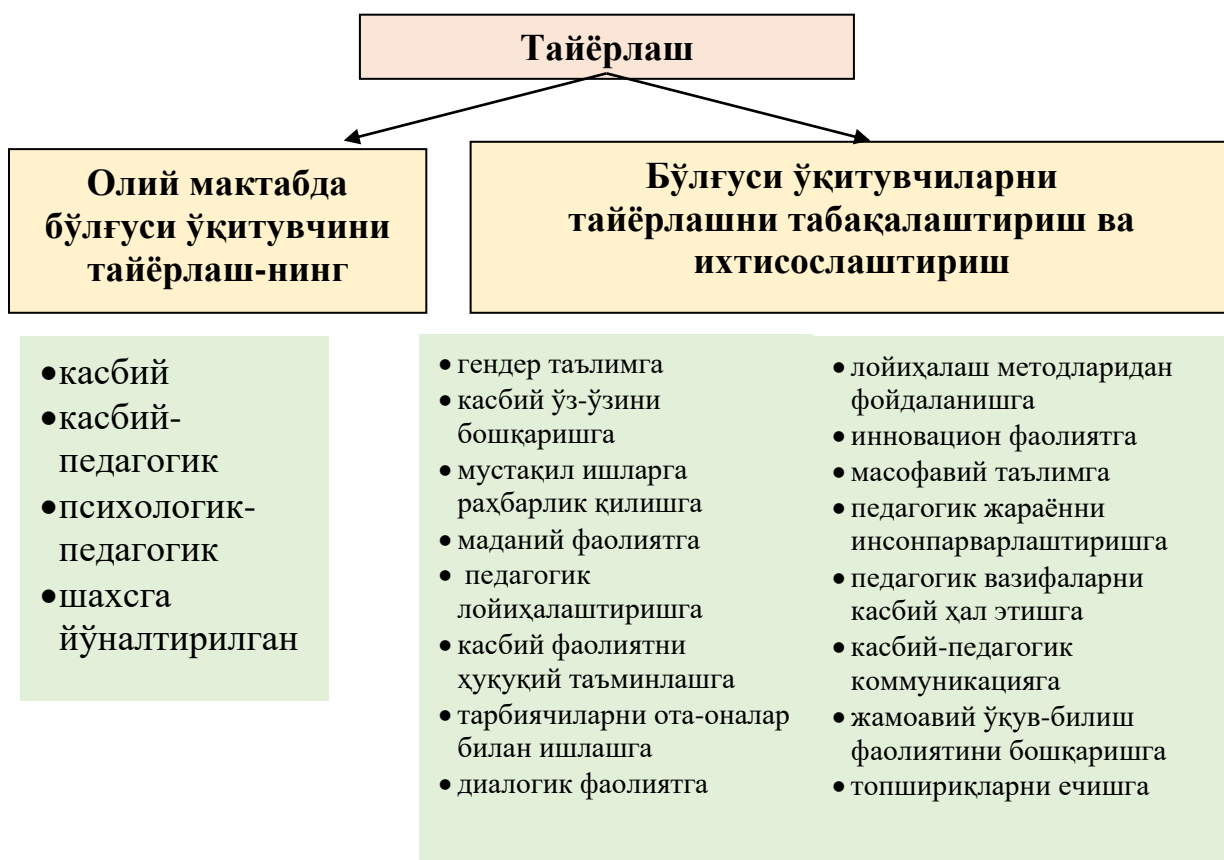 Тайёрлаш
Олий мактабда
бўлғуси ўқитувчини
тайёрлаш-нинг
Бўлғуси ўқитувчиларни
тайёрлашни табақалаштириш ва
ихтисослаштириш
•касбий
•касбий-
педагогик
•психологик-
педагогик
•шахсга
йўналтирилган
• гендер таълимга
• касбий ўз-ўзини
бошқаришга
• мустақил ишларга
раҳбарлик қилишга
• маданий фаолиятга
• педагогик
лойиҳалаштиришга
• касбий фаолиятни
ҳуқуқий таъминлашга
• тарбиячиларни ота-оналар
билан ишлашга
• диалогик фаолиятга
• лойиҳалаш методларидан
фойдаланишга
• инновацион фаолиятга
• масофавий таълимга
• педагогик жараённи
инсонпарварлаштиришга
• педагогик вазифаларни
касбий ҳал этишга
• касбий-педагогик
коммуникацияга
• жамоавий ўқув-билиш
фаолиятини бошқаришга
• топшириқларни ечишга